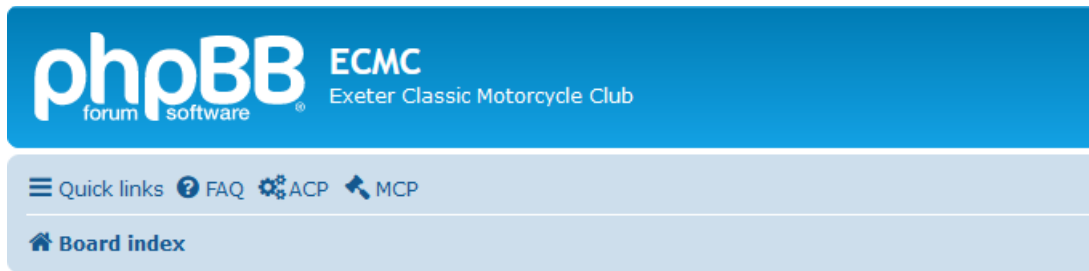 phpBB
forum software
®
ECMC
Exeter Classic Motorcycle Club
Quick links FAQ ACP MCP
Board index